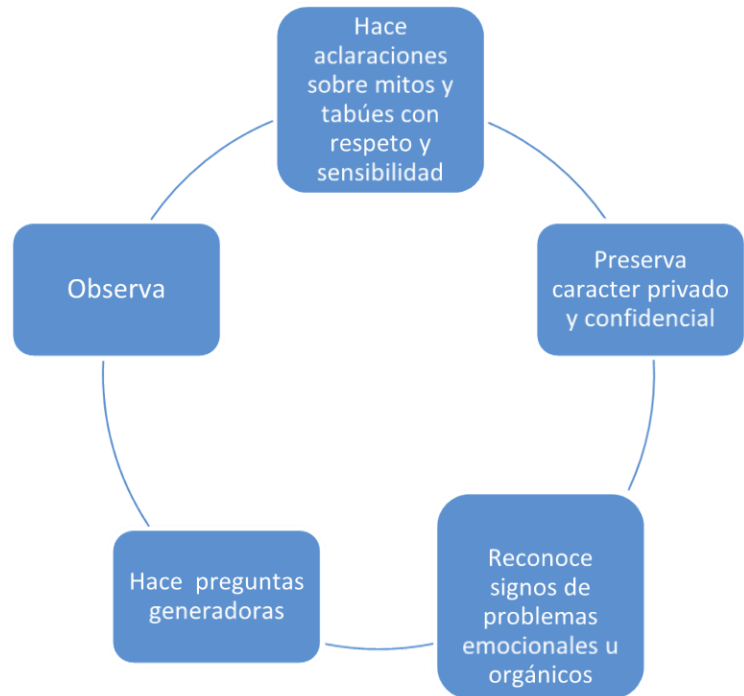 Hace
aclaraciones
sobre mitos y
tabúes con
respeto y
sensibilidad
Preserva
caracter privado
y confidencial
Reconoce
signos de
problemas
emocionales u
orgánicos
Hace preguntas
generadoras
Observa